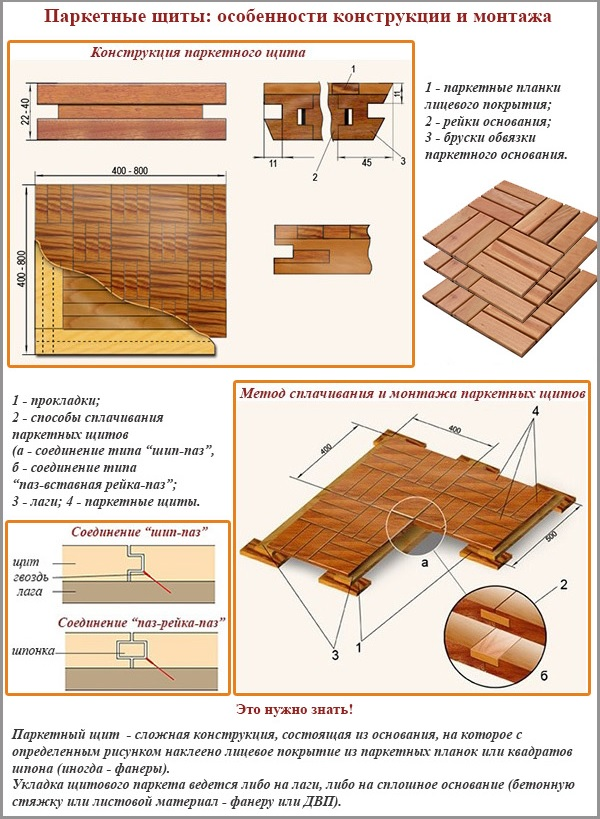 Паркетные щиты: особенности конструкции и монтажа
Конструкция паркетного щита
22-40
11
11
45
1
2
3
400 - 800
400 - 800
1 - паркетные планки
лицевого покрытия;
2 - рейки основания;
3 - бруски обвязки
паркетного основания.
1 - прокладки;
2 - способы сплачивания
паркетных щитов
(а - соединение типа “шип-паз”,
б - соединение типа
“паз-вставная рейка-паз”;
3 - лаги; 4 - паркетные щиты.
Соединение “шип-паз”
щит
гвоздь
лага
Соединение “паз-рейка-паз”
шпонка
Метод сплачивания и монтажа паркетных щитов
4
400
400
500
а
2
3
1
б
Это нужно знать!
Паркетный щит - сложная конструкция, состоящая из основания, на которое с
определенным рисунком наклеено лицевое покрытие из паркетных планок или квадратов
шпона (иногда - фанеры).
Укладка щитового паркета ведется либо на лаги, либо на сплошное основание (бетонную
стяжку или листовой материал - фанеру или ДВП).